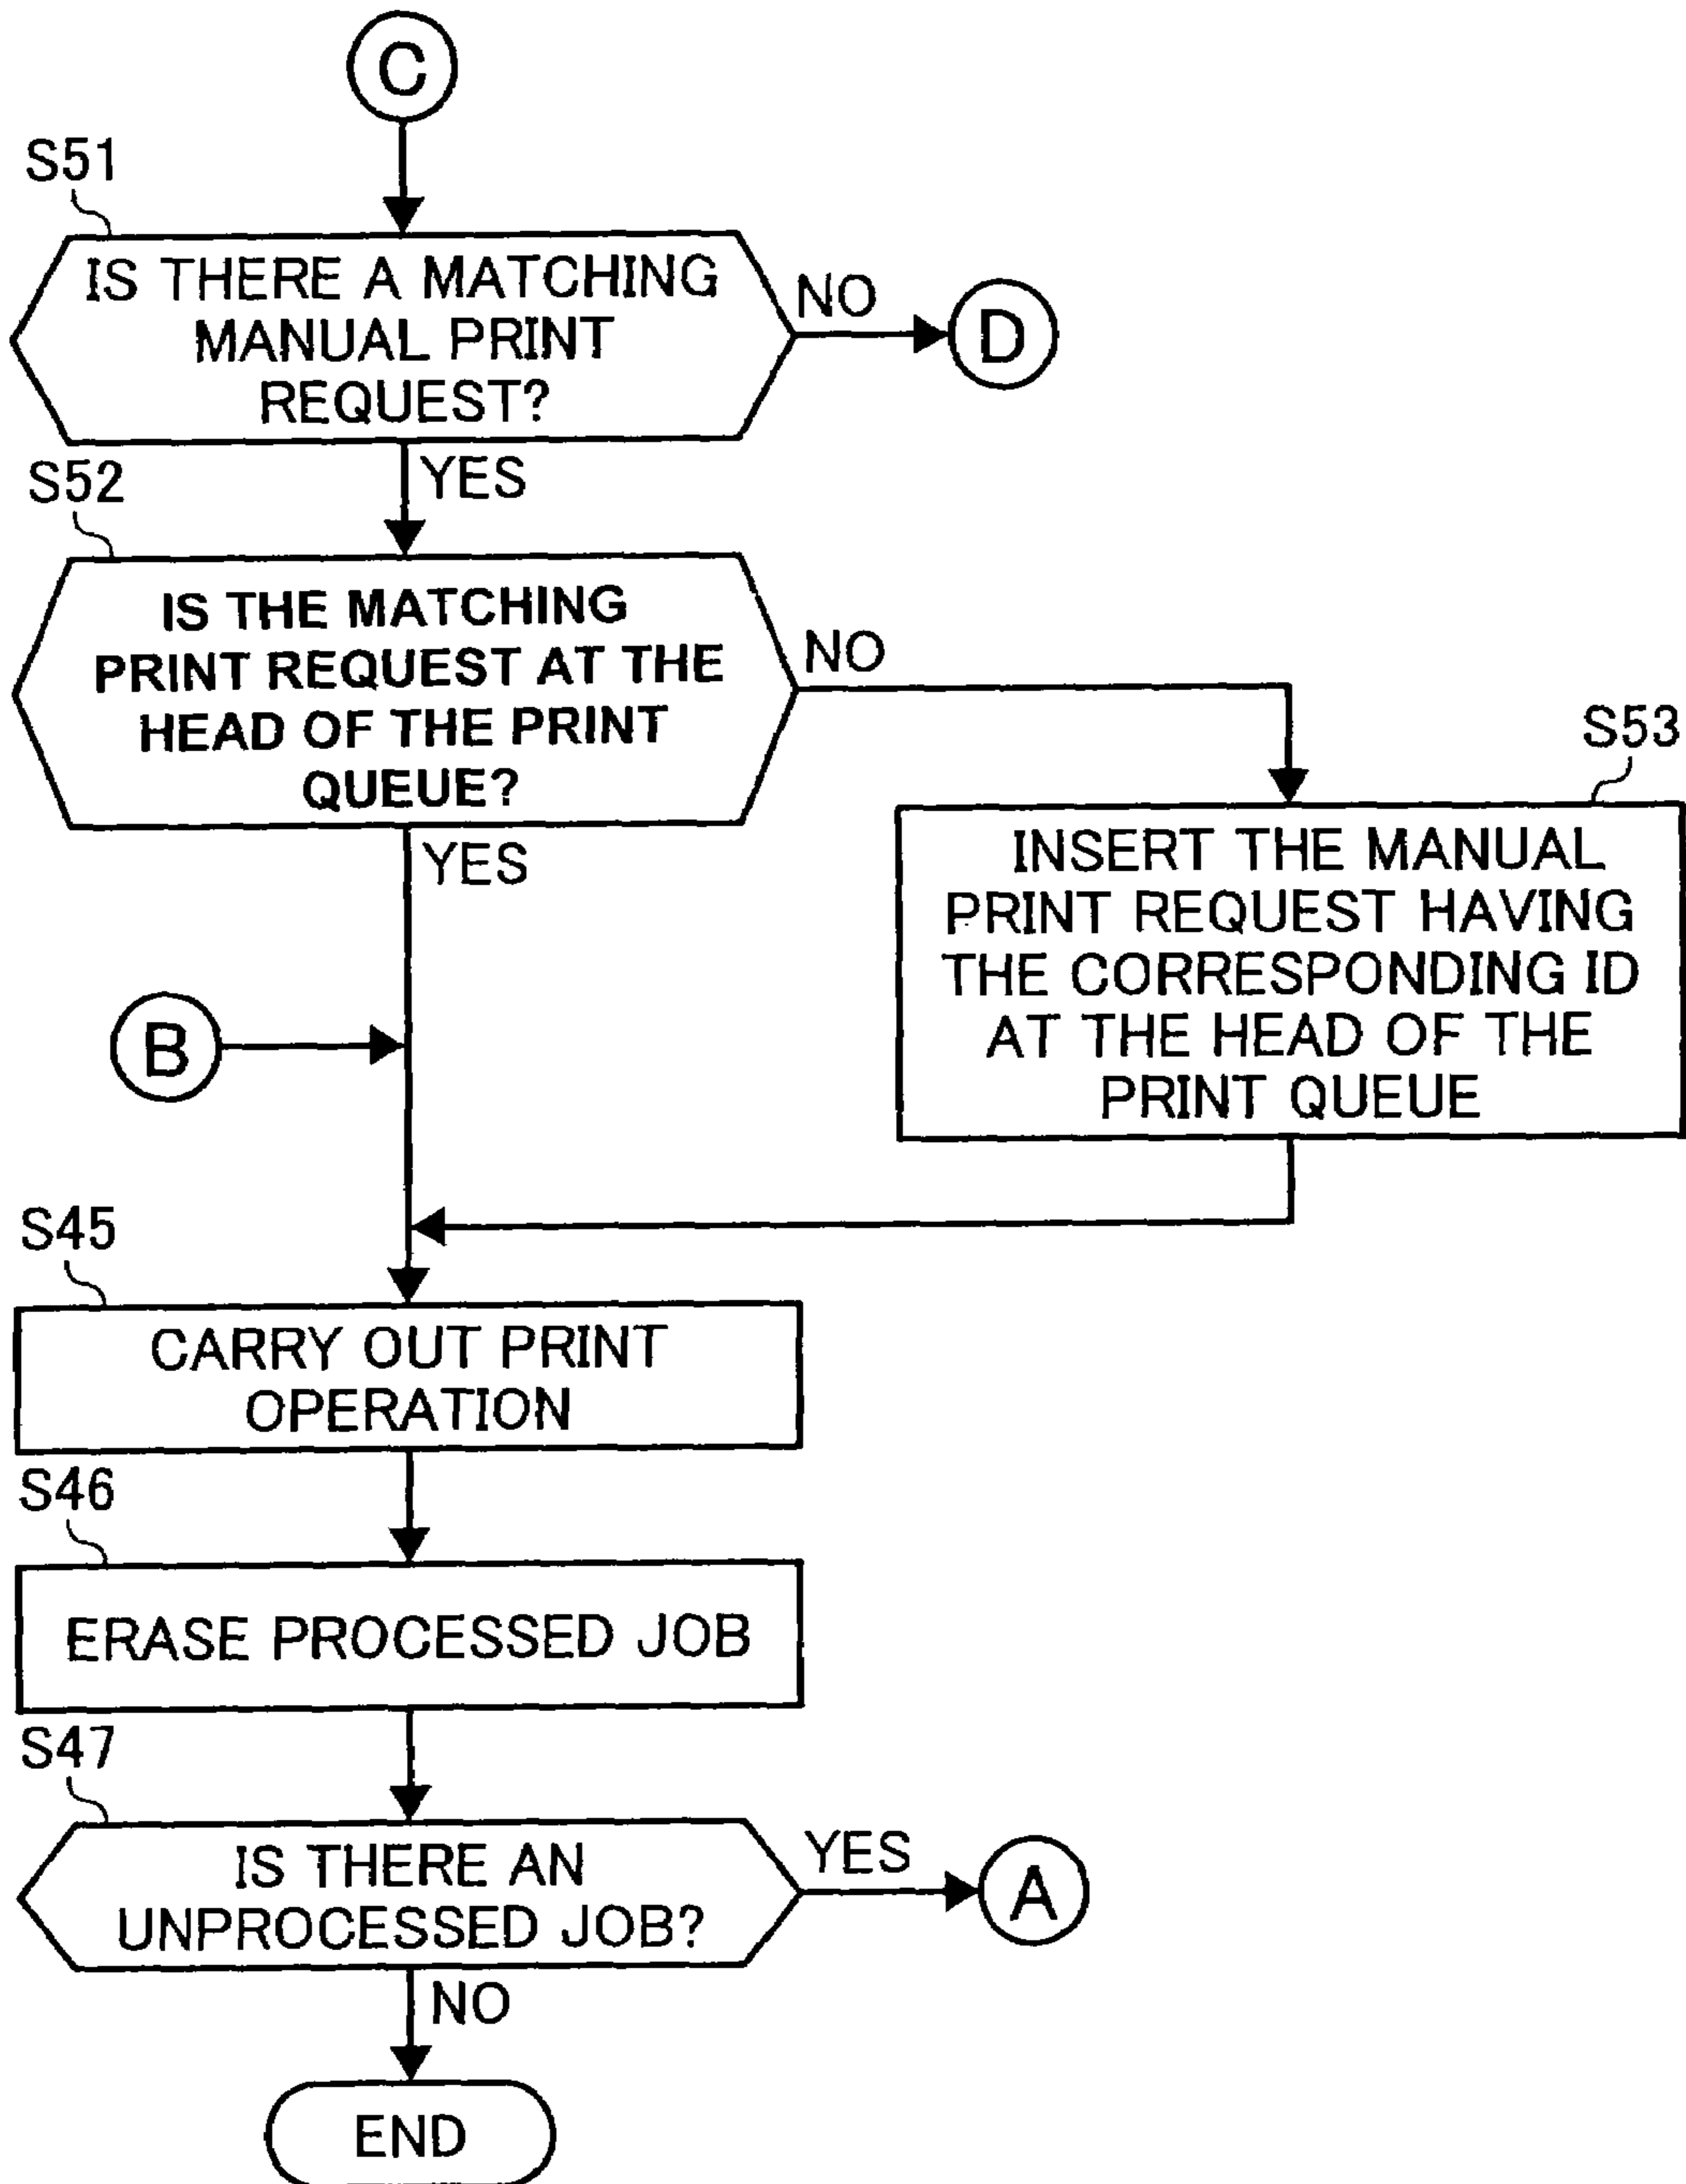 C
S51
IS THERE A MATCHING
MANUAL PRINT
REQUEST?
NO
D
YES
S52
IS THE MATCHING
PRINT REQUEST AT THE
HEAD OF THE PRINT
QUEUE?
NO
YES
S53
INSERT THE MANUAL
PRINT REQUEST HAVING
THE CORRESPONDING ID
AT THE HEAD OF THE
PRINT QUEUE
B
S45
CARRY OUT PRINT
OPERATION
S46
ERASE PROCESSED JOB
S47
IS THERE AN
UNPROCESSED JOB?
YES
A
NO
END